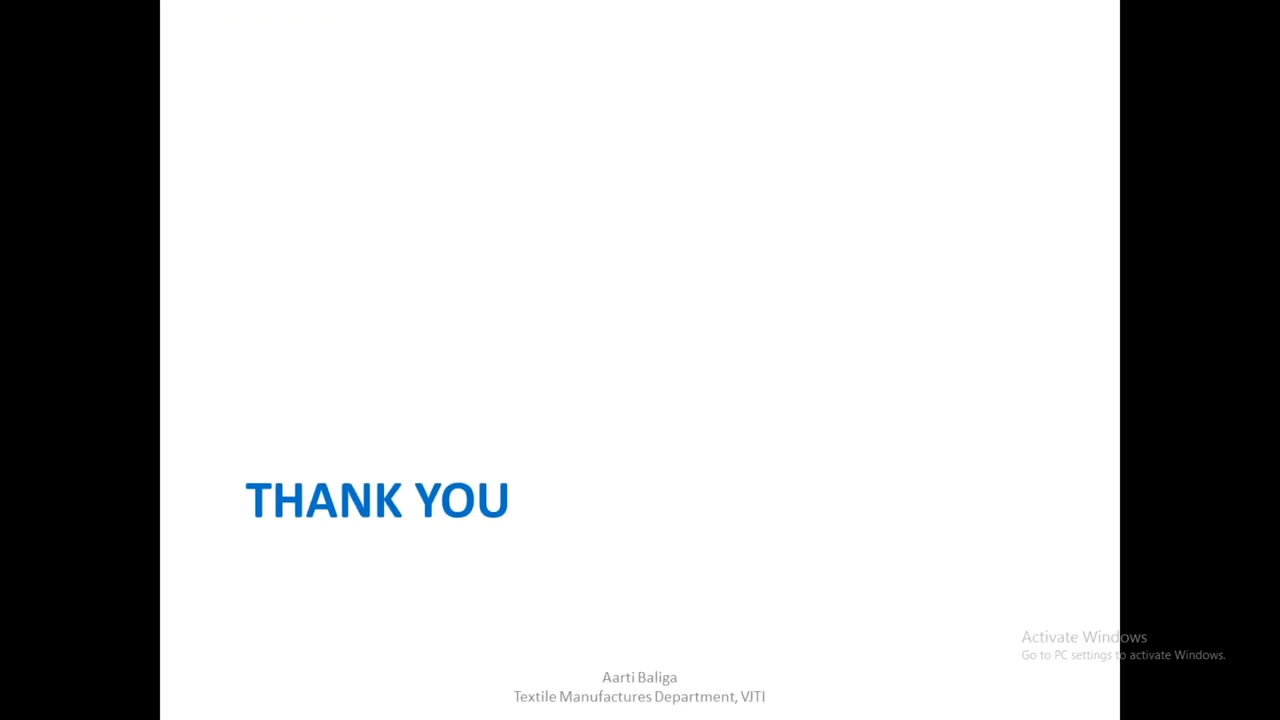 THANK YOU
Activate Windows
Go to PC settings to activate Windows.
Aarti Baliga
Textile Manufactures Department, VJTI